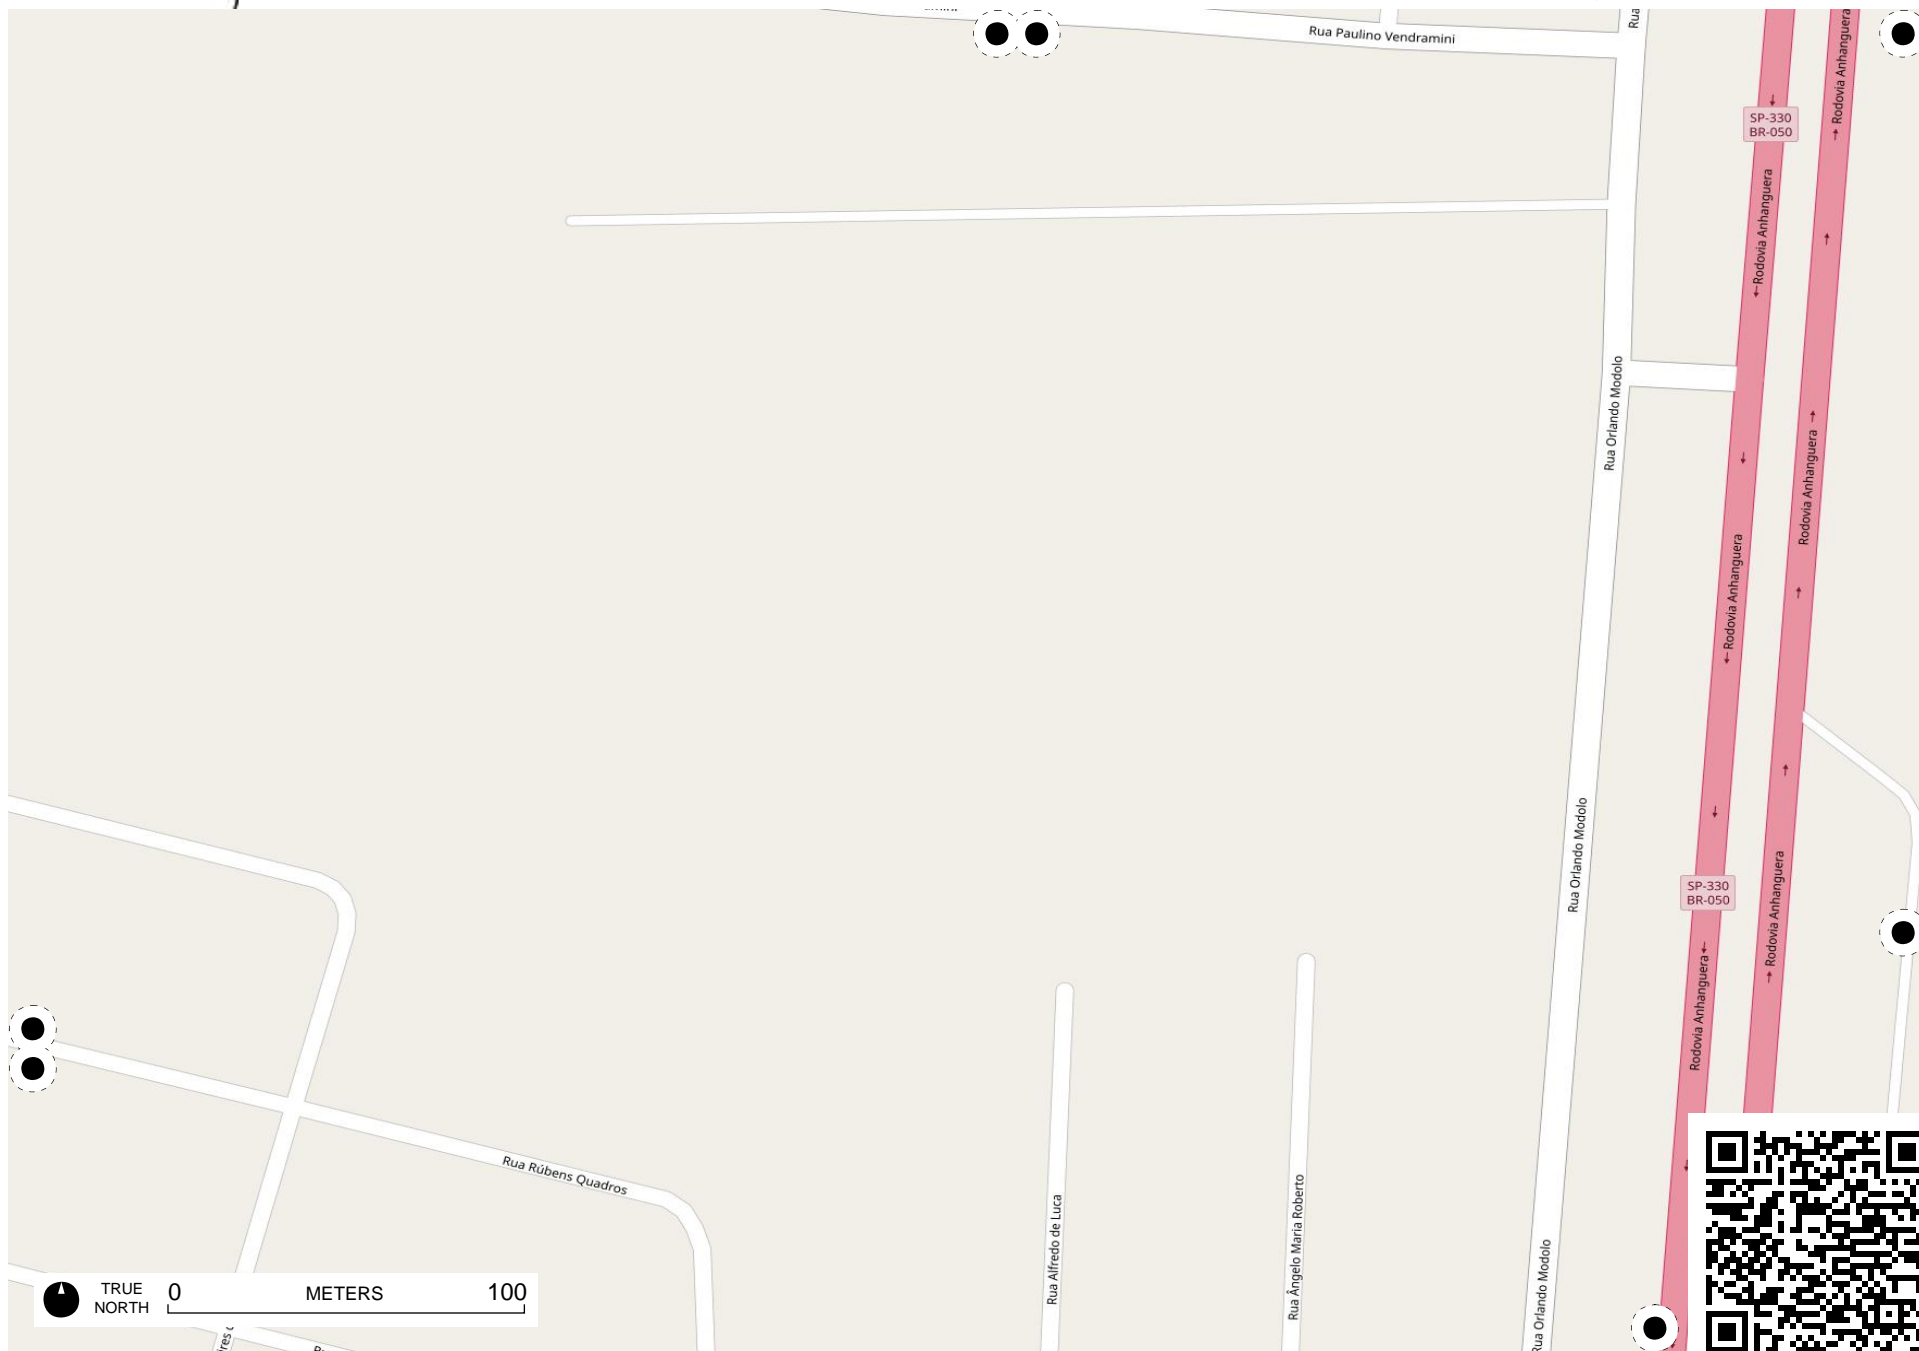 Rua Paulino Vendramini
Rua
Rodovia Anhanguera
SP-330
BR-050
Rodovia Anhanguera
Rua Orlando Modolo
Rodovia Anhanguera
Rodovia Anhanguera
Rua Orlando Modolo
SP-330
BR-050
Rodovia Anhanguera
Rodovia Anhanguera
Rua Rúbens Quadros
Rua Alfredo de Luca
Rua Ângelo Maria Roberto
Rua Orlando Modolo
TRUE
NORTH
0 METERS 100